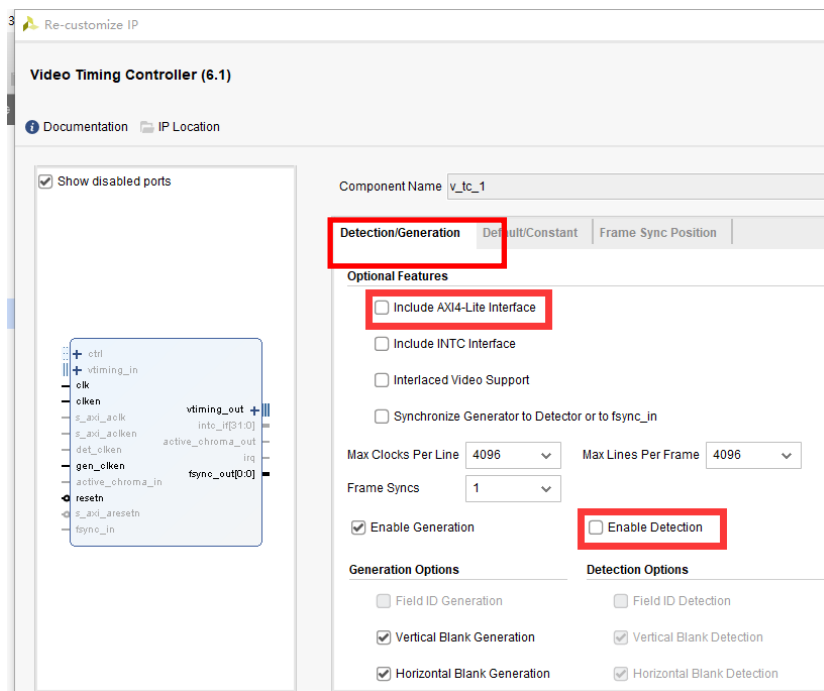 3
Re-customize IP
Video Timing Controller (6.1)
Documentation IP Location
Show disabled ports
Component Name v_tc_1
Detection/Generation Default/Constant Frame Sync Position
Optional Features
Include AXI4-Lite Interface
Include INTC Interface
Interlaced Video Support
Synchronize Generator to Detector or to fsync_in
Max Clocks Per Line 4096 Max Lines Per Frame 4096
Frame Syncs 1
Enable Generation Enable Detection
Generation Options Detection Options
Field ID Generation Field ID Detection
Vertical Blank Generation Vertical Blank Detection
Horizontal Blank Generation Horizontal Blank Detection
ctrl
vtiming_in
clk
clken
s_axi_aclk
s_axi_aclken
det_clken
gen_clken
active_chroma_in
resetn
s_axi_aresetn
fsync_in
vtiming_out
intc_if[31:0]
active_chroma_out
irq
fsync_out[0:0]